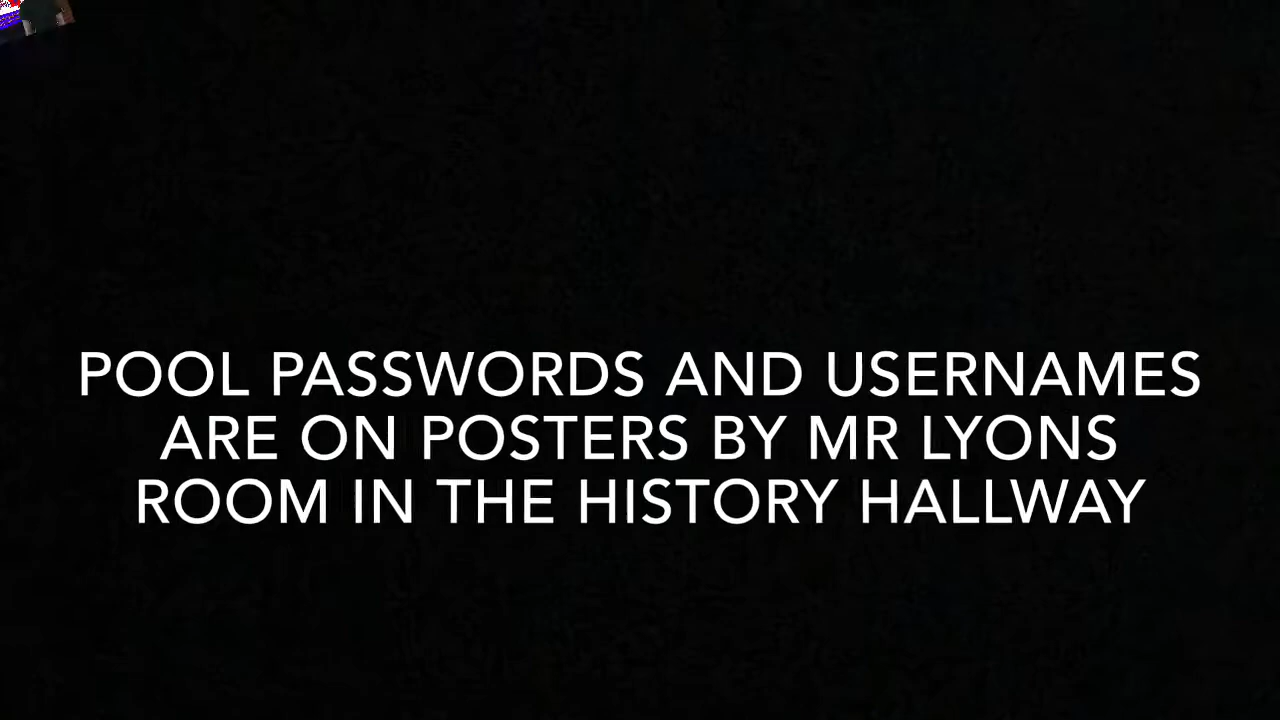 POOL PASSWORDS AND USERNAMES
ARE ON POSTERS BY MR LYONS
ROOM IN THE HISTORY HALLWAY